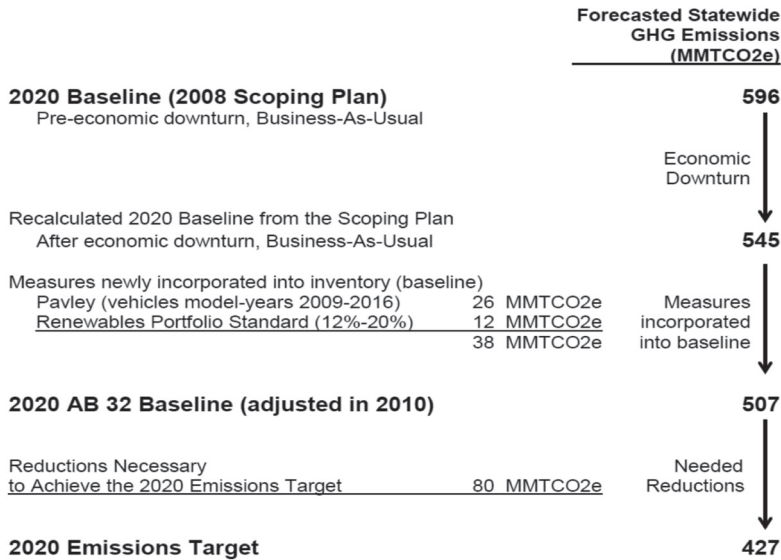 Forecasted Statewide
GHG Emissions
(MMTCO2e)
2020 Baseline (2008 Scoping Plan) 596
Pre-economic downturn, Business-As-Usual
Economic
Downturn
Recalculated 2020 Baseline from the Scoping Plan
After economic downturn, Business-As-Usual 545
Measures newly incorporated into inventory (baseline)
Pavley (vehicles model-years 2009-2016) 26 MMTCO2e Measures
Renewables Portfolio Standard (12%-20%) 12 MMTCO2e incorporated
38 MMTCO2e into baseline
2020 AB 32 Baseline (adjusted in 2010) 507
Reductions Necessary Needed
to Achieve the 2020 Emissions Target 80 MMTCO2e Reductions
2020 Emissions Target 427